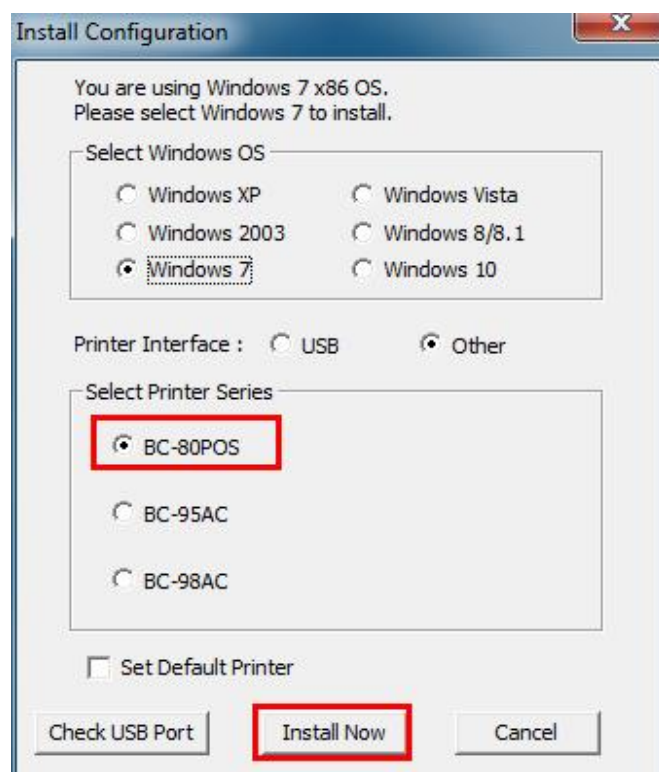 Install Configuration
You are using Windows 7 x86 OS.
Please select Windows 7 to install.
Select Windows OS
Windows XP Windows Vista
Windows 2003 Windows 8/8.1
Windows 7 Windows 10
Printer Interface : USB Other
Select Printer Series
BC-80POS
BC-95AC
BC-98AC
Set Default Printer
Check USB Port Install Now Cancel